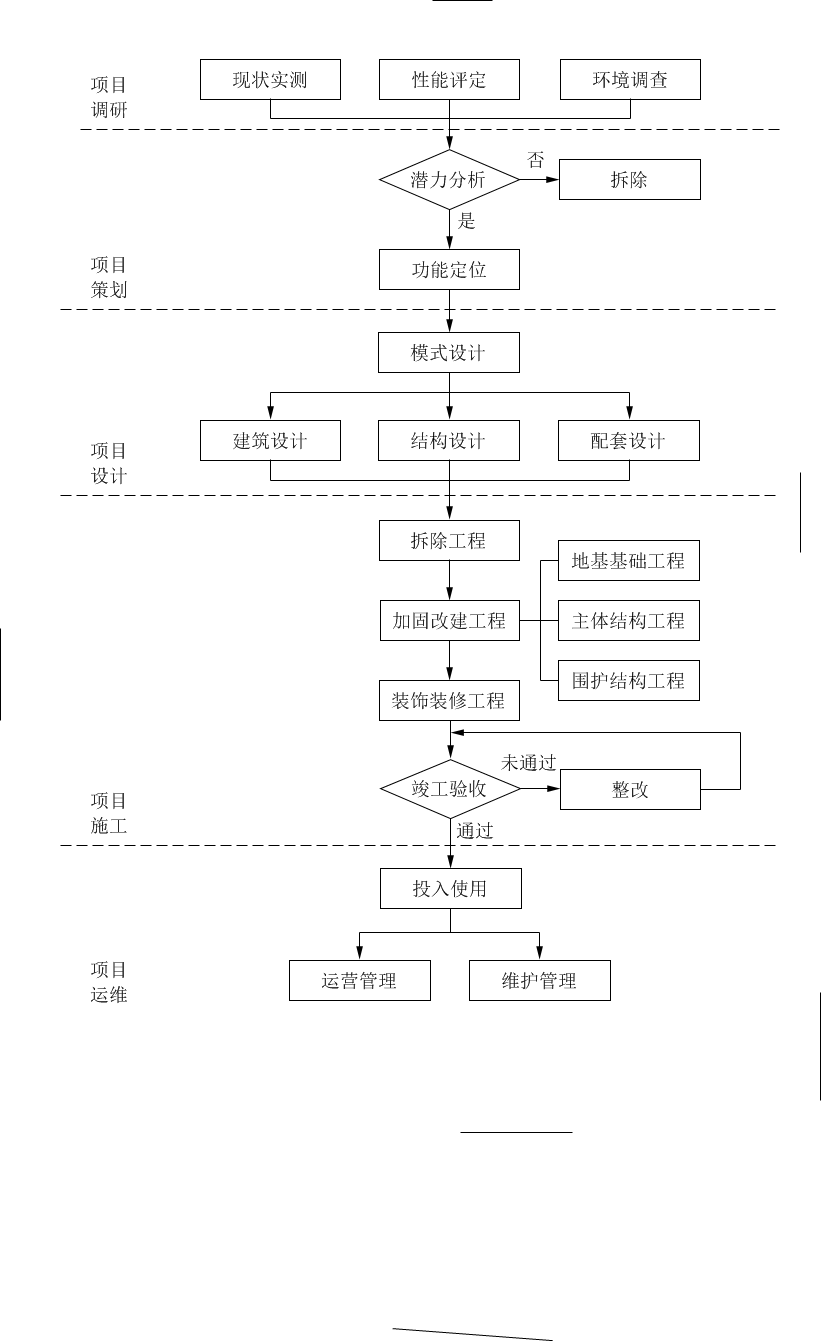 项目
调研
现状实测
性能评定
环境调查
潜力分析
否
拆除
是
项目
策划
功能定位
模式设计
项目
设计
建筑设计
结构设计
配套设计
拆除工程
地基基础工程
加固改建工程
主体结构工程
围护结构工程
装饰装修工程
未通过
竣工验收
整改
项目
施工
通过
投入使用
项目
运维
运营管理
维护管理